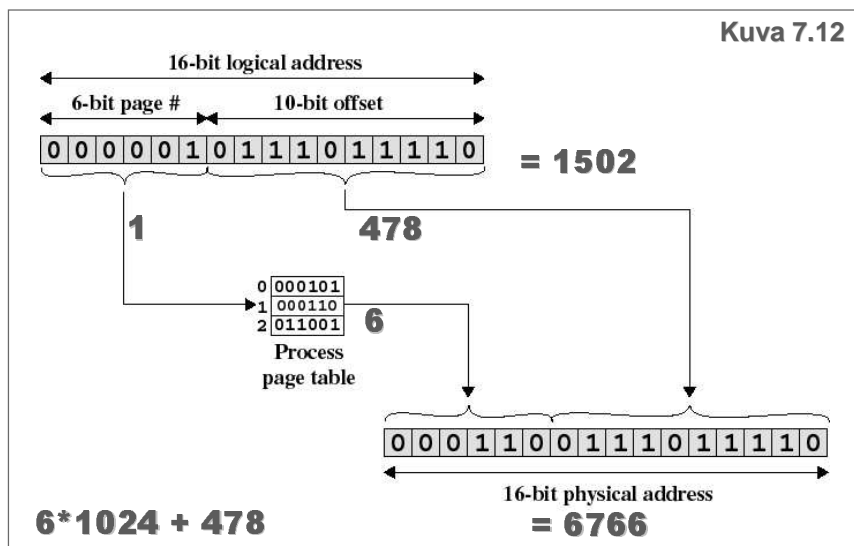 Kuva 7.12
16-bit logical address
6-bit page # 10-bit offset
0 0 0 0 0 1 0 1 1 1 0 1 1 1 1 0 = 1502
1 478
0 000101
1 000110 6
2 011001
Process
page table
0 0 0 1 1 0 0 1 1 1 0 1 1 1 1 0
16-bit physical address
6*1024 + 478 = 6766